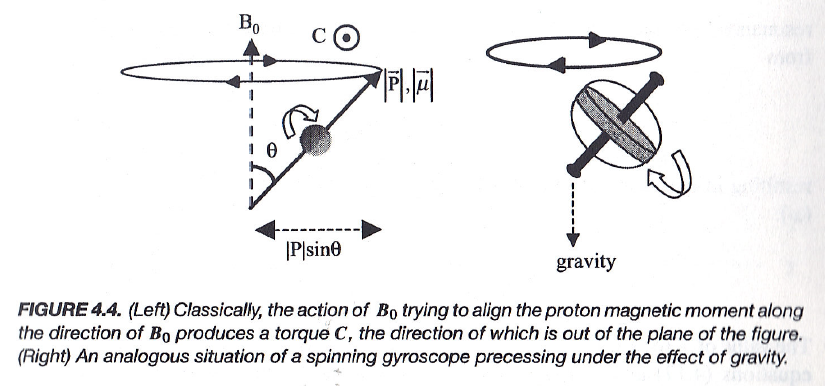 B₀
C
|P⃗|,|μ⃗|
θ
|P|sinθ
gravity
FIGURE 4.4. (Left) Classically, the action of B₀ trying to align the proton magnetic moment along
the direction of B₀ produces a torque C, the direction of which is out of the plane of the figure.
(Right) An analogous situation of a spinning gyroscope precessing under the effect of gravity.